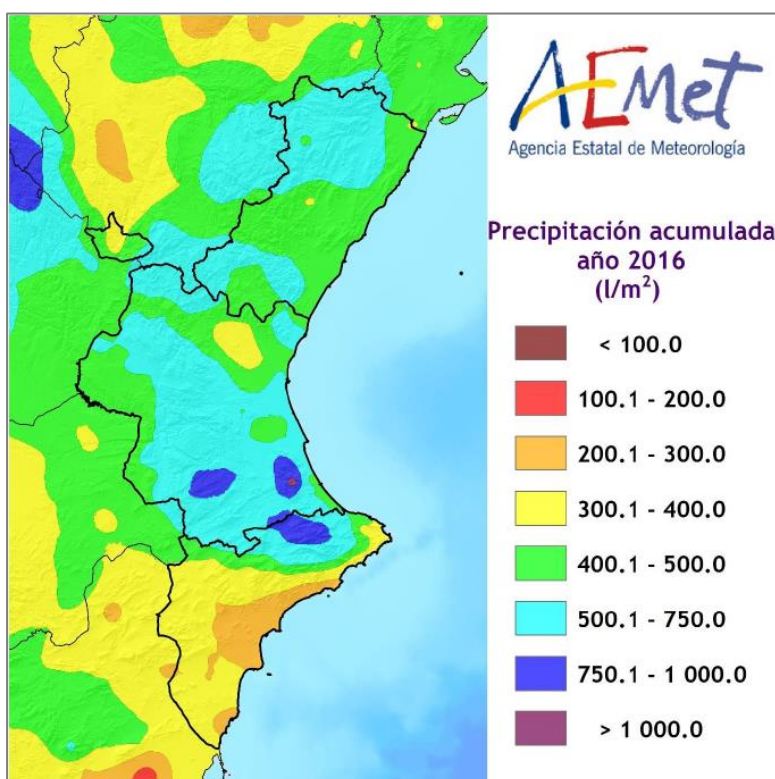 AEMet
Agencia Estatal de Meteorología
Precipitación acumulada
año 2016
(l/m²)
< 100.0
100.1 - 200.0
200.1 - 300.0
300.1 - 400.0
400.1 - 500.0
500.1 - 750.0
750.1 - 1 000.0
> 1 000.0